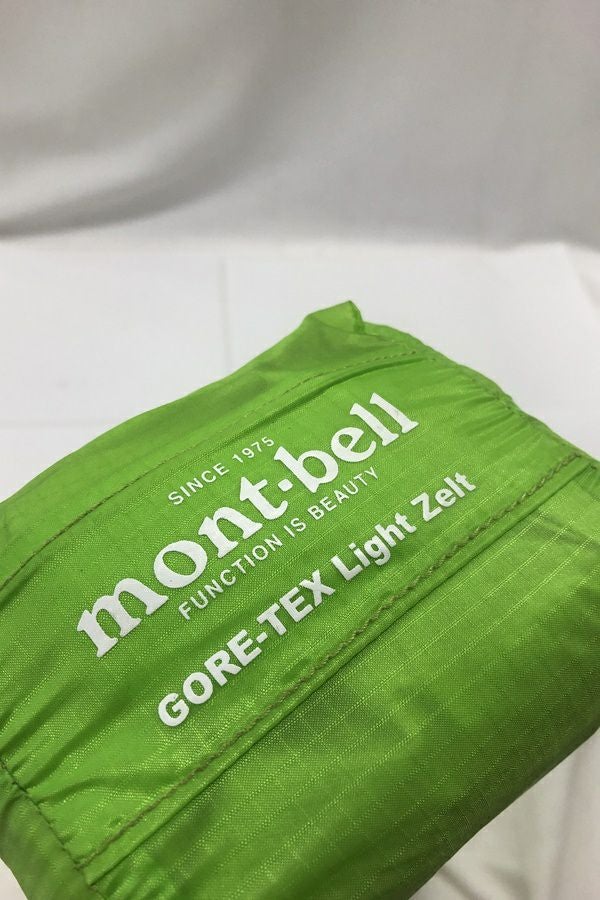 SINCE 1975
mont-bell
FUNCTION IS BEAUTY
GORE-TEX Light Zelt